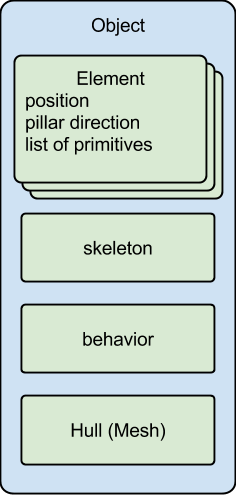 Object
Element
position
pillar direction
list of primitives
skeleton
behavior
Hull (Mesh)